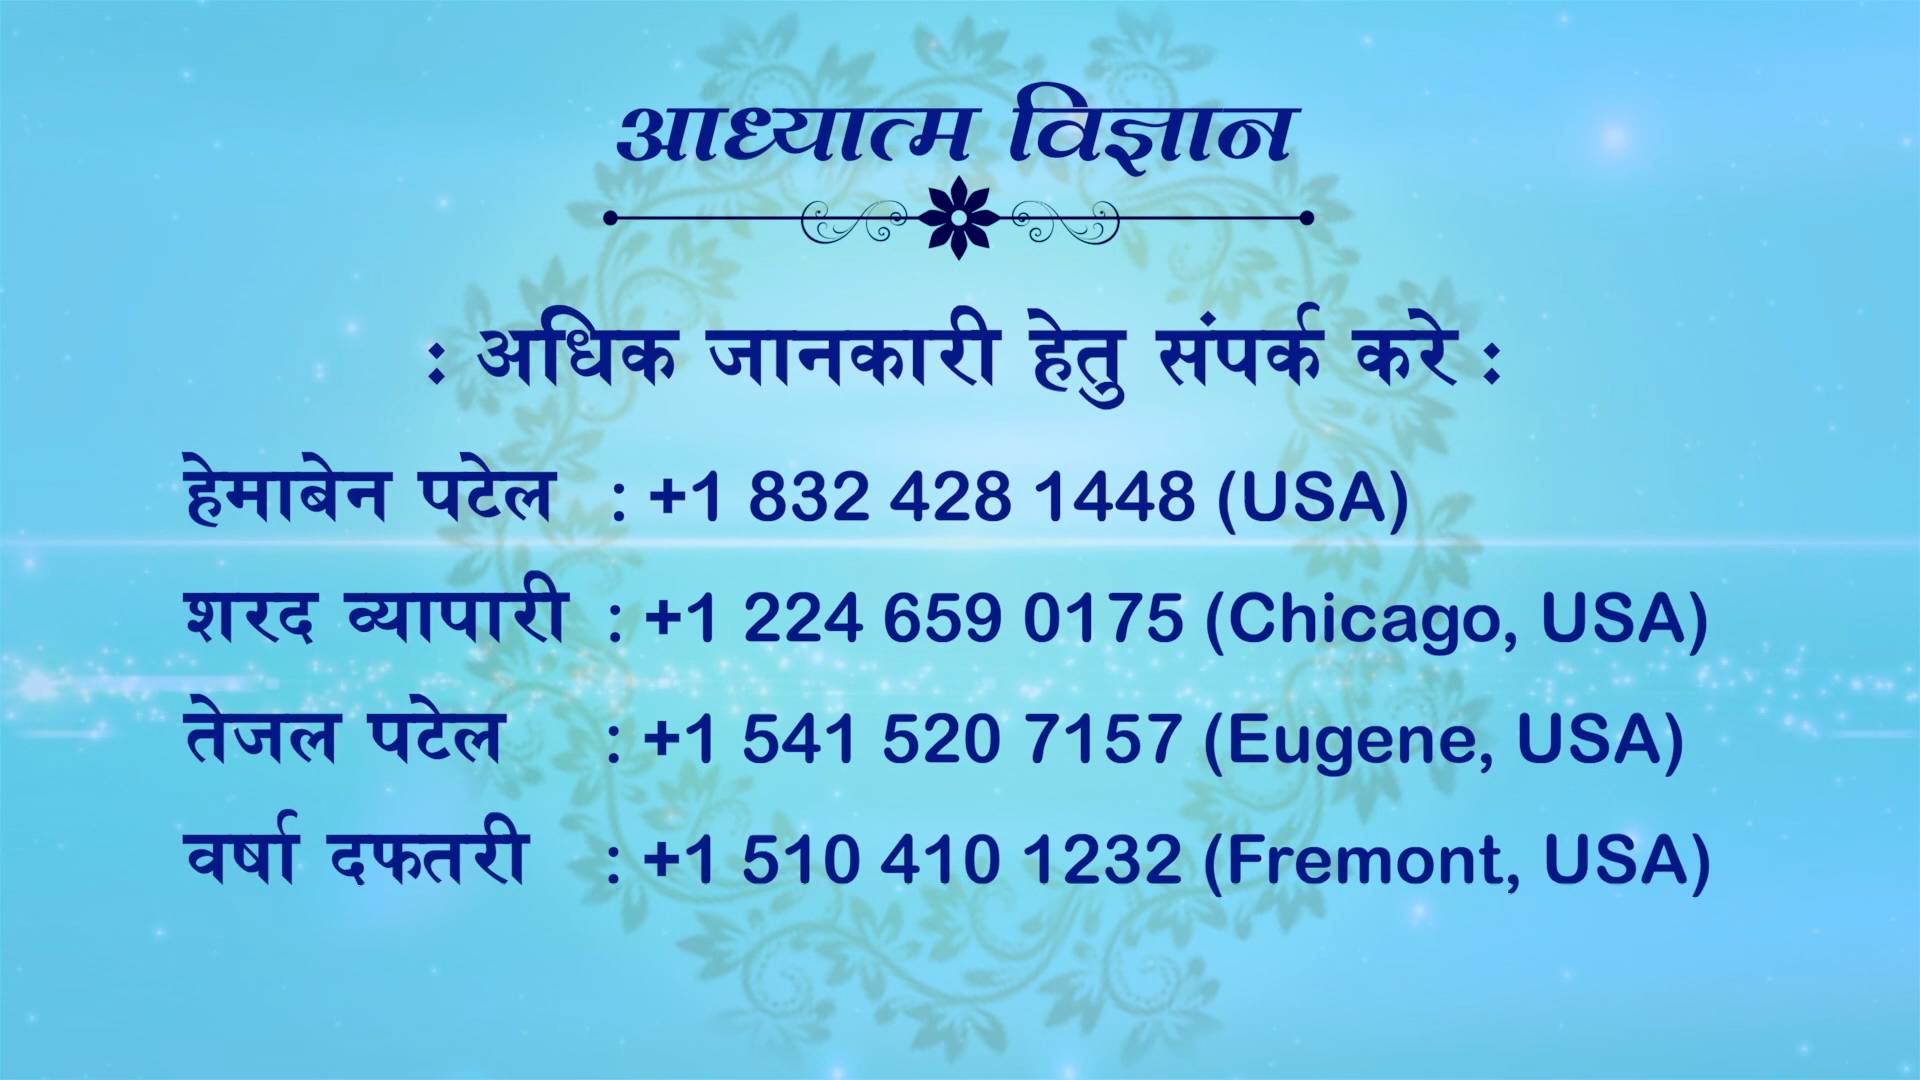 आध्यात्म विज्ञान
: अधिक जानकारी हेतु संपर्क करे :
हेमाबेन पटेल : +1 832 428 1448 (USA)
शरद व्यापारी : +1 224 659 0175 (Chicago, USA)
तेजल पटेल : +1 541 520 7157 (Eugene, USA)
वर्षा दफतरी : +1 510 410 1232 (Fremont, USA)